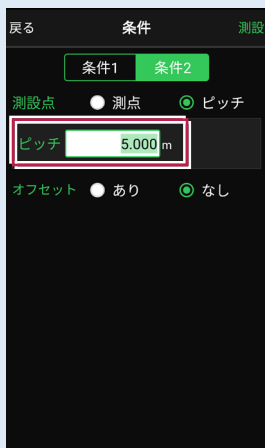 戻る 条件 測設
条件1 条件2
測設点 測点 ピッチ
ピッチ 5.000 m
オフセット あり なし